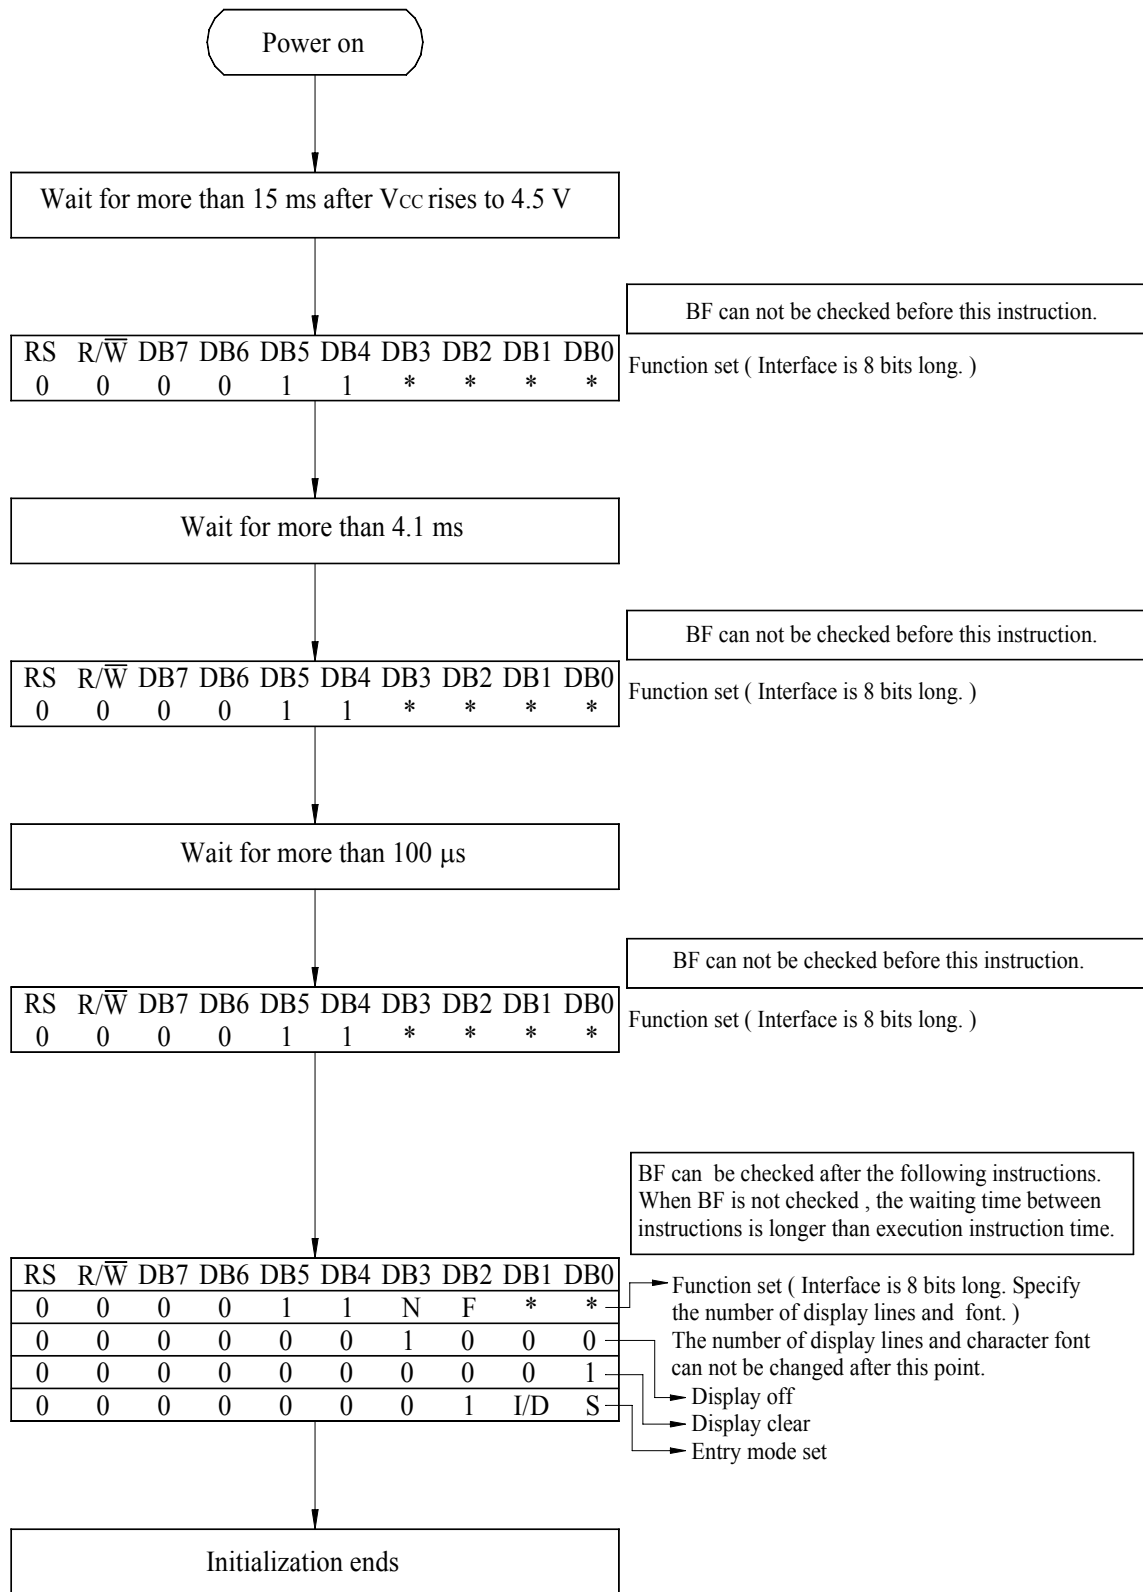 Power on
Wait for more than 15 ms after VCC rises to 4.5 V
BF can not be checked before this instruction.
RS R/W̅ DB7 DB6 DB5 DB4 DB3 DB2 DB1 DB0
0 0 0 0 1 1 * * * *
Function set ( Interface is 8 bits long. )
Wait for more than 4.1 ms
BF can not be checked before this instruction.
RS R/W̅ DB7 DB6 DB5 DB4 DB3 DB2 DB1 DB0
0 0 0 0 1 1 * * * *
Function set ( Interface is 8 bits long. )
Wait for more than 100 µs
BF can not be checked before this instruction.
RS R/W̅ DB7 DB6 DB5 DB4 DB3 DB2 DB1 DB0
0 0 0 0 1 1 * * * *
Function set ( Interface is 8 bits long. )
BF can be checked after the following instructions.
When BF is not checked , the waiting time between
instructions is longer than execution instruction time.
RS R/W̅ DB7 DB6 DB5 DB4 DB3 DB2 DB1 DB0
0 0 0 0 1 1 N F * *
0 0 0 0 0 0 1 0 0 0
0 0 0 0 0 0 0 0 0 1
0 0 0 0 0 0 0 1 I/D S
Function set ( Interface is 8 bits long. Specify
the number of display lines and font. )
The number of display lines and character font
can not be changed after this point.
Display off
Display clear
Entry mode set
Initialization ends